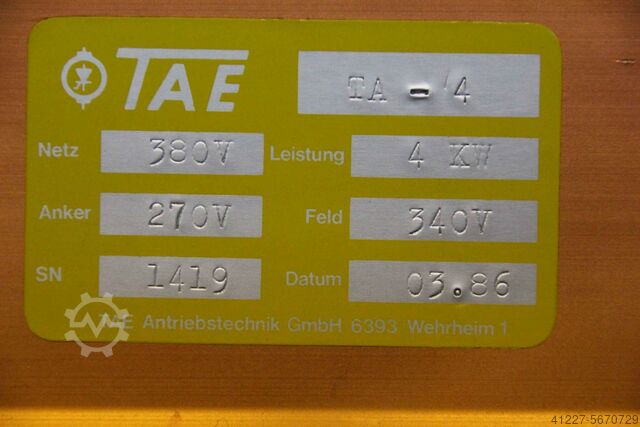 TAE TA-4
Netz 380V Leistung 4 KW
Anker 270V Feld 340V
SN 1419 Datum 03.86
TAE Antriebstechnik GmbH 6393 Wehrheim 1
41227-5670729